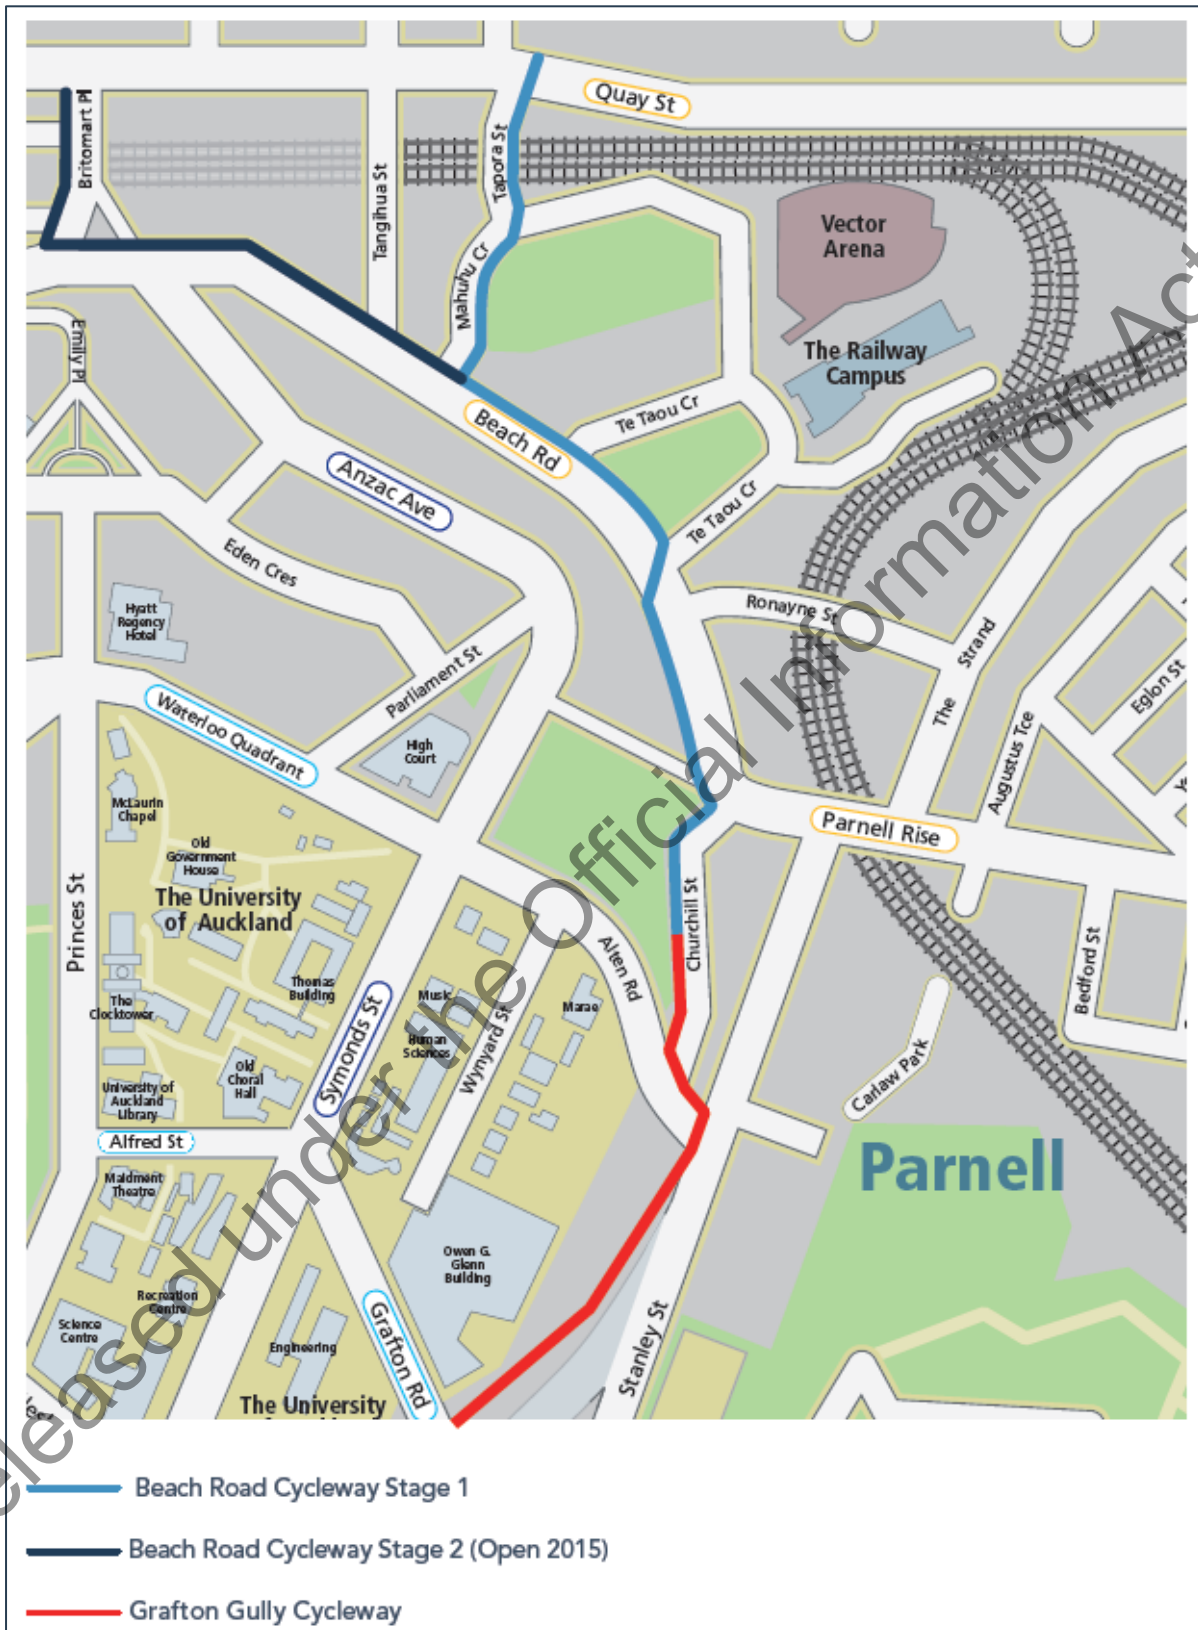 Quay St
Britomart Pl
Tapora St
Tangihua St
Vector
Arena
Mahuhu Cr
Emily Pl
The Railway
Campus
Te Taou Cr
Beach Rd
Anzac Ave
Te Taou Cr
Eden Cres
Hyatt
Regency
Hotel
Ronayne St
The Strand
Parliament St
Eglon St
Waterloo Quadrant
High
Court
Augustus Tce
McLaurin
Chapel
Parnell Rise
Old
Government
House
The University
of Auckland
Princes St
Churchill St
Alten Rd
Bedford St
Thomas
Building
Music
Marae
The
Clocktower
Symonds St
Human
Sciences
Wynyard St
Old
Choral
Hall
Carlaw Park
University of
Auckland
Library
Alfred St
Parnell
Maidment
Theatre
Owen G.
Glenn
Building
Recreation
Centre
Science
Centre
Grafton Rd
Engineering
Stanley St
The University
Beach Road Cycleway Stage 1
Beach Road Cycleway Stage 2 (Open 2015)
Grafton Gully Cycleway
Released under the Official Information Act